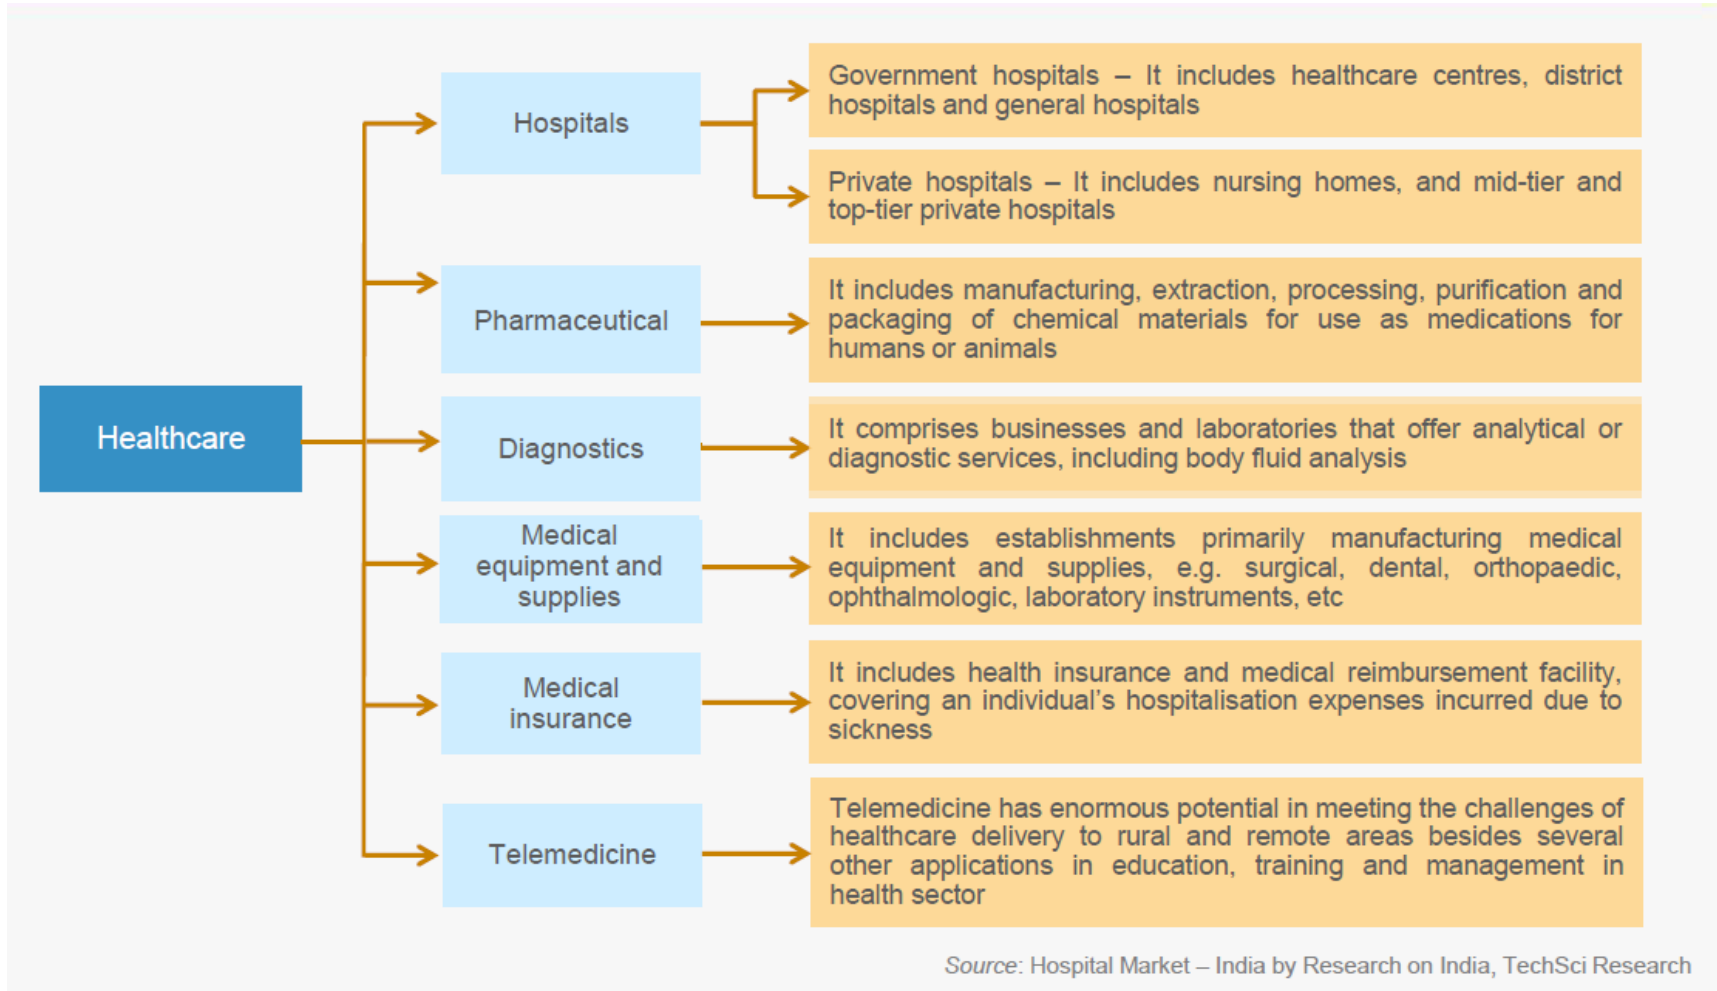 Healthcare
Hospitals
Government hospitals – It includes healthcare centres, district
hospitals and general hospitals
Private hospitals – It includes nursing homes, and mid-tier and
top-tier private hospitals
Pharmaceutical
It includes manufacturing, extraction, processing, purification and
packaging of chemical materials for use as medications for
humans or animals
Diagnostics
It comprises businesses and laboratories that offer analytical or
diagnostic services, including body fluid analysis
Medical
equipment and
supplies
It includes establishments primarily manufacturing medical
equipment and supplies, e.g. surgical, dental, orthopaedic,
ophthalmologic, laboratory instruments, etc
Medical
insurance
It includes health insurance and medical reimbursement facility,
covering an individual’s hospitalisation expenses incurred due to
sickness
Telemedicine
Telemedicine has enormous potential in meeting the challenges of
healthcare delivery to rural and remote areas besides several
other applications in education, training and management in
health sector
Source: Hospital Market – India by Research on India, TechSci Research